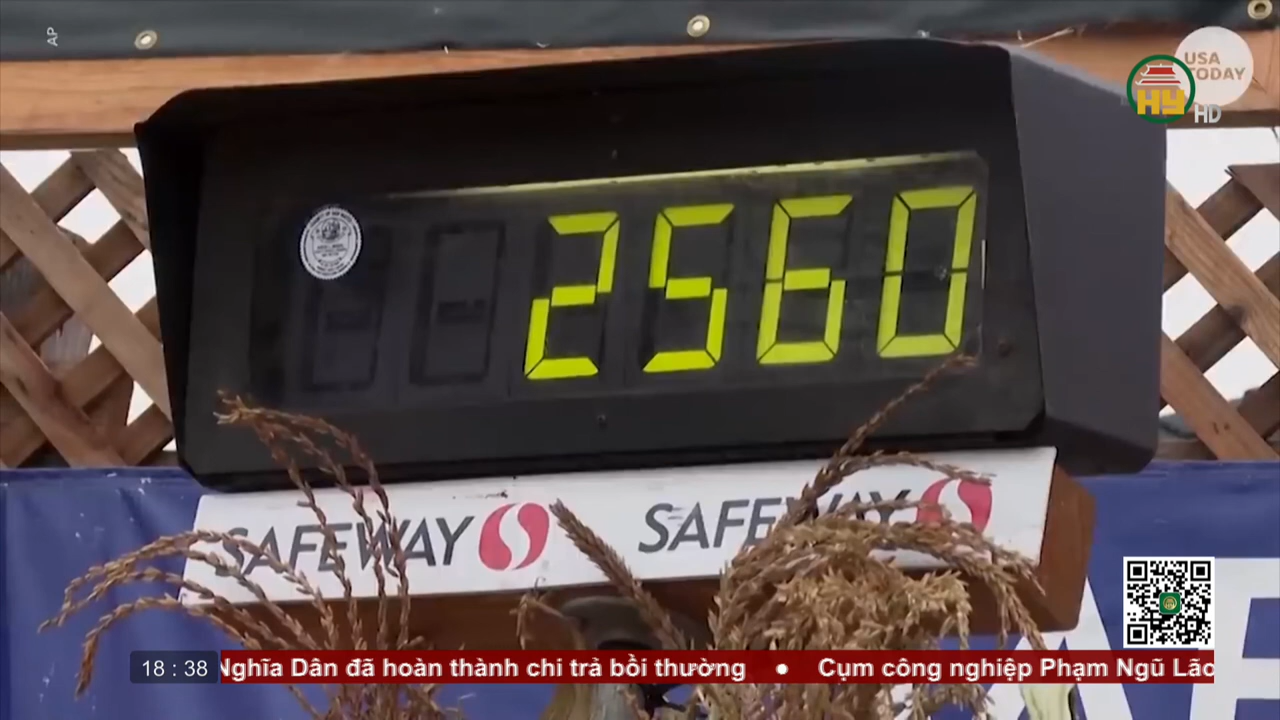 AP
USA
TODAY
HY
HD
2560
SAFEWAY SAFEWAY
18 : 38 Nghĩa Dân đã hoàn thành chi trả bồi thường ● Cụm công nghiệp Phạm Ngũ Lão